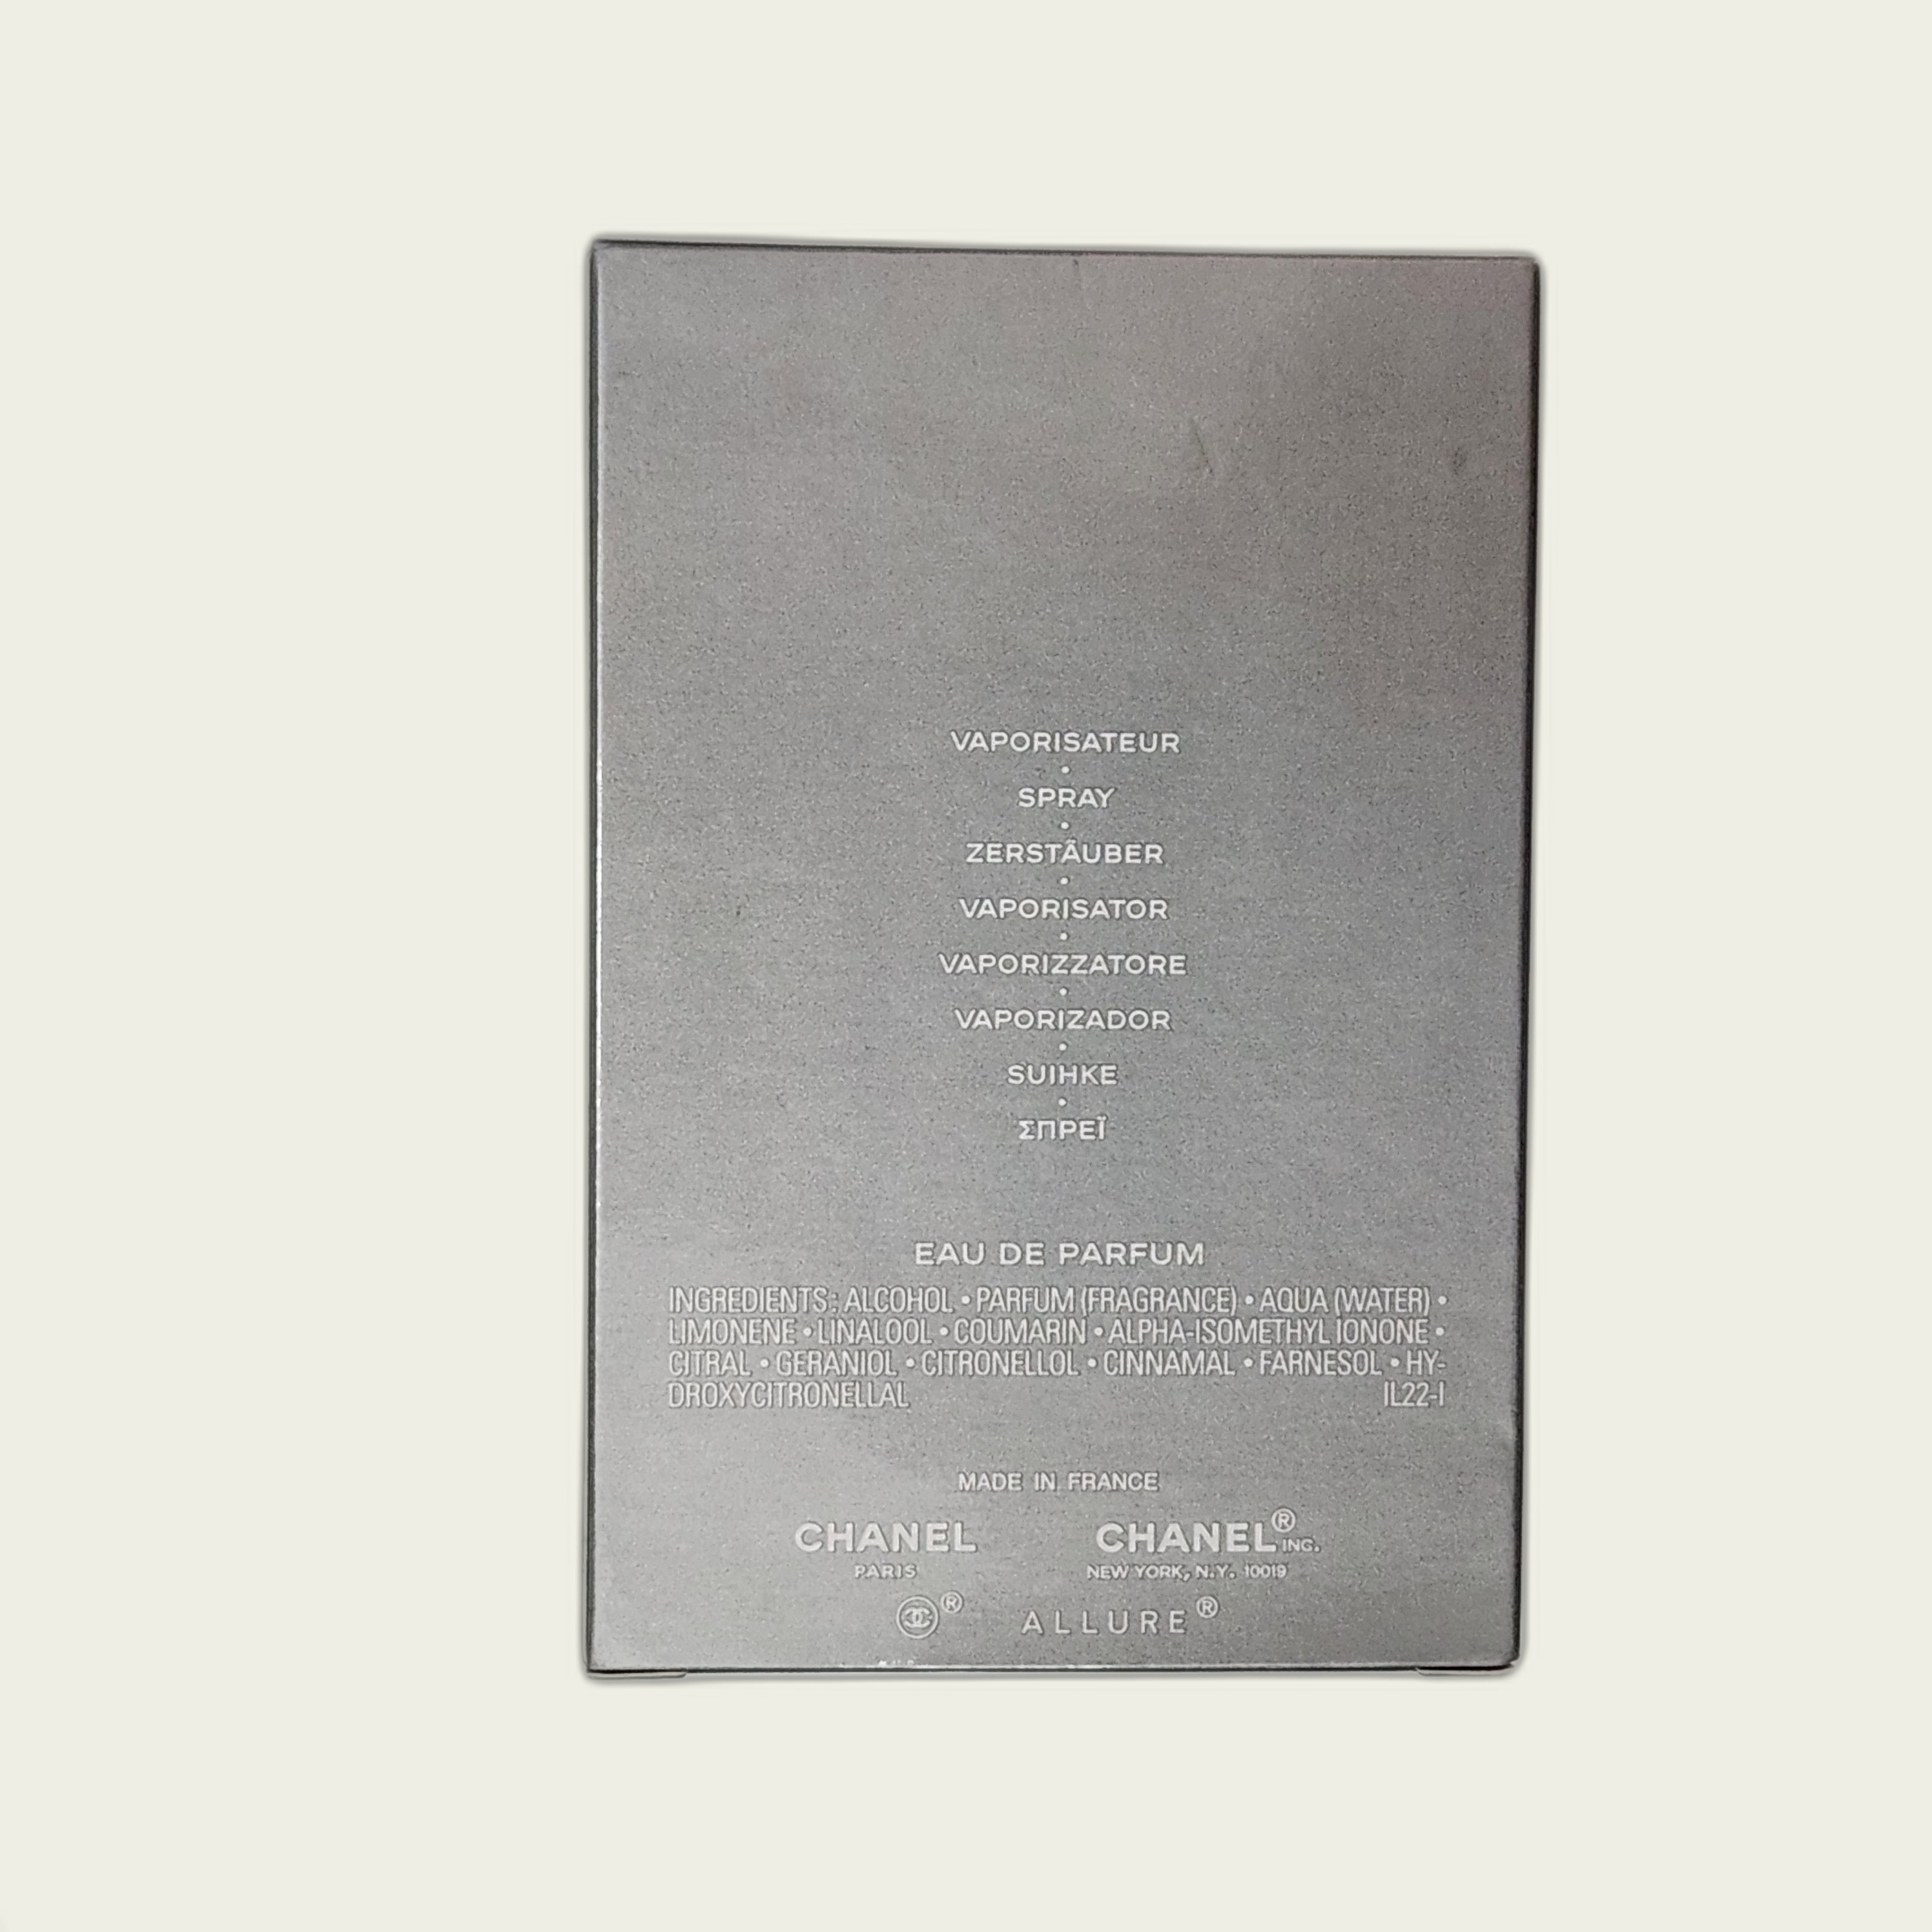 VAPORISATEUR
•
SPRAY
•
ZERSTÄUBER
•
VAPORISATOR
•
VAPORIZZATORE
•
VAPORIZADOR
•
SUIHKE
•
ΣΠΡΕΪ
EAU DE PARFUM
INGREDIENTS: ALCOHOL • PARFUM (FRAGRANCE) • AQUA (WATER) •
LIMONENE • LINALOOL • COUMARIN • ALPHA-ISOMETHYL IONONE •
CITRAL • GERANIOL • CITRONELLOL • CINNAMAL • FARNESOL • HY-
DROXYCITRONELLAL IL22-I
MADE IN FRANCE
CHANEL CHANEL® INC.
PARIS NEW YORK, N.Y. 10019
® ALLURE®